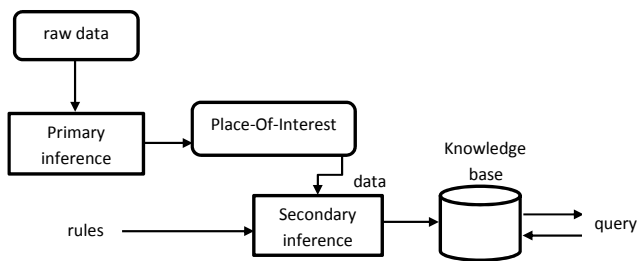 raw data
Primary
inference
Place-Of-Interest
data
Knowledge
base
rules
Secondary
inference
query